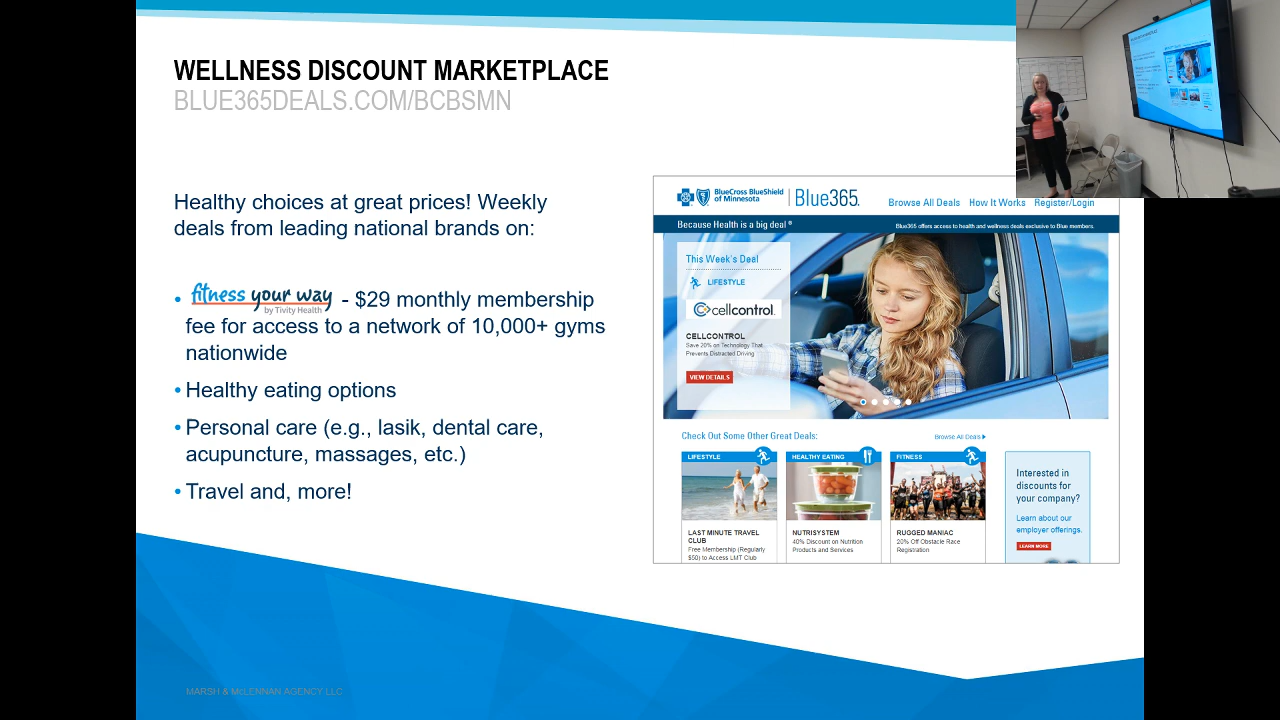 WELLNESS DISCOUNT MARKETPLACE
BLUE365DEALS.COM/BCBSMN
Healthy choices at great prices! Weekly
deals from leading national brands on:
• fitness your way - $29 monthly membership
by Tivity Health
fee for access to a network of 10,000+ gyms
nationwide
• Healthy eating options
• Personal care (e.g., lasik, dental care,
acupuncture, massages, etc.)
• Travel and, more!
BlueCross BlueShield
of Minnesota
Blue365.
Browse All Deals How It Works Register/Login
Because Health is a big deal®
Blue365 offers access to health and wellness deals exclusive to Blue members.
This Week's Deal
LIFESTYLE
cellcontrol.
CELLCONTROL
Save 20% on Technology That
Prevents Distracted Driving
VIEW DETAILS
Check Out Some Other Great Deals:
Browse All Deals
LIFESTYLE
LAST MINUTE TRAVEL
CLUB
Free Membership (Regularly
$50) to Access LMT Club
HEALTHY EATING
NUTRISYSTEM
40% Discount on Nutrition
Products and Services
FITNESS
RUGGED MANIAC
20% Off Obstacle Race
Registration
Interested in
discounts for
your company?
Learn about our
employer offerings.
LEARN MORE
MARSH & McLENNAN AGENCY LLC